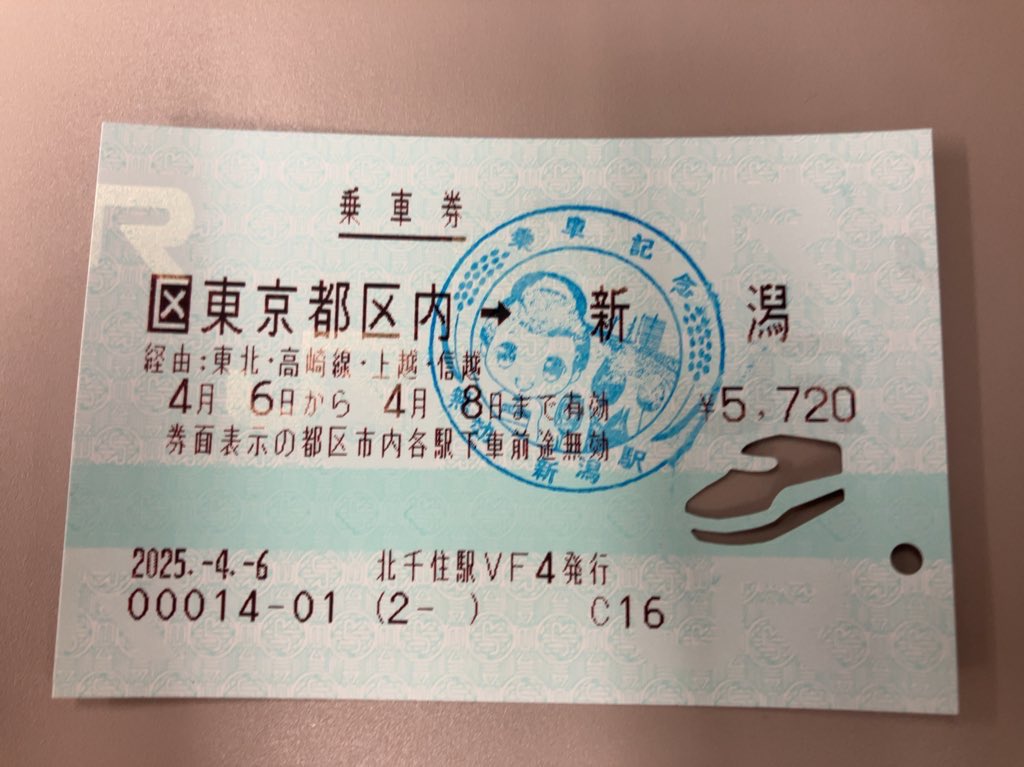 乗車券
区東京都区内→新潟
経由:東北・高崎線・上越・信越
4月 6日から 4月 8日まで有効 ¥5,720
券面表示の都区市内各駅下車前途無効
2025.-4.-6 北千住駅VF4発行
00014-01 (2- ) C16
乗車記念
無効
新潟駅
R